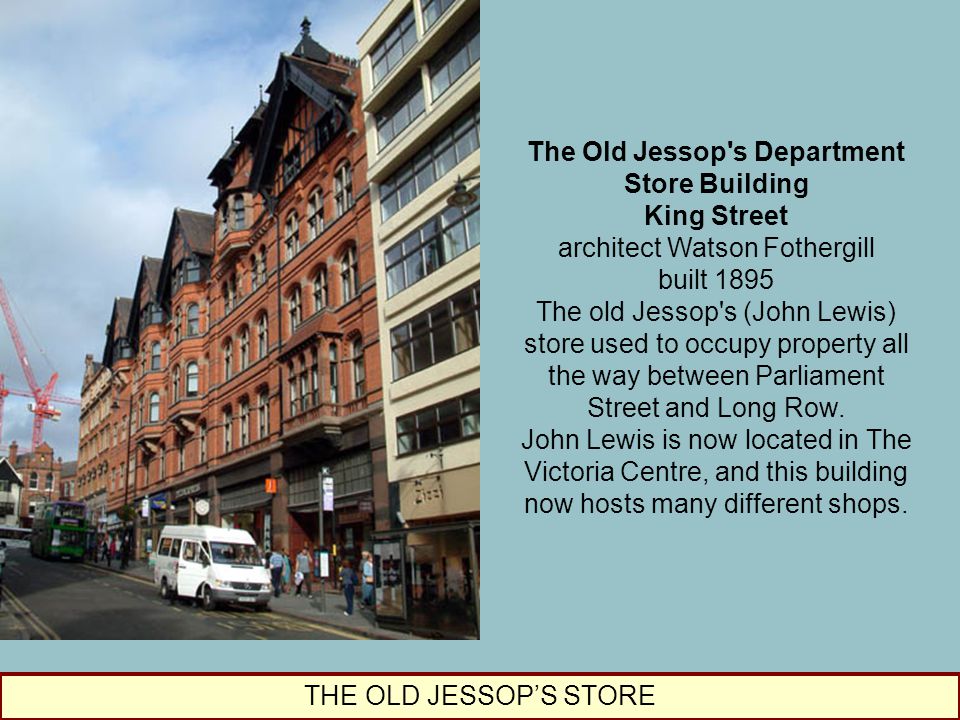 The Old Jessop's Department
Store Building
King Street
architect Watson Fothergill
built 1895
The old Jessop's (John Lewis)
store used to occupy property all
the way between Parliament
Street and Long Row.
John Lewis is now located in The
Victoria Centre, and this building
now hosts many different shops.
Zizzi
THE OLD JESSOP’S STORE